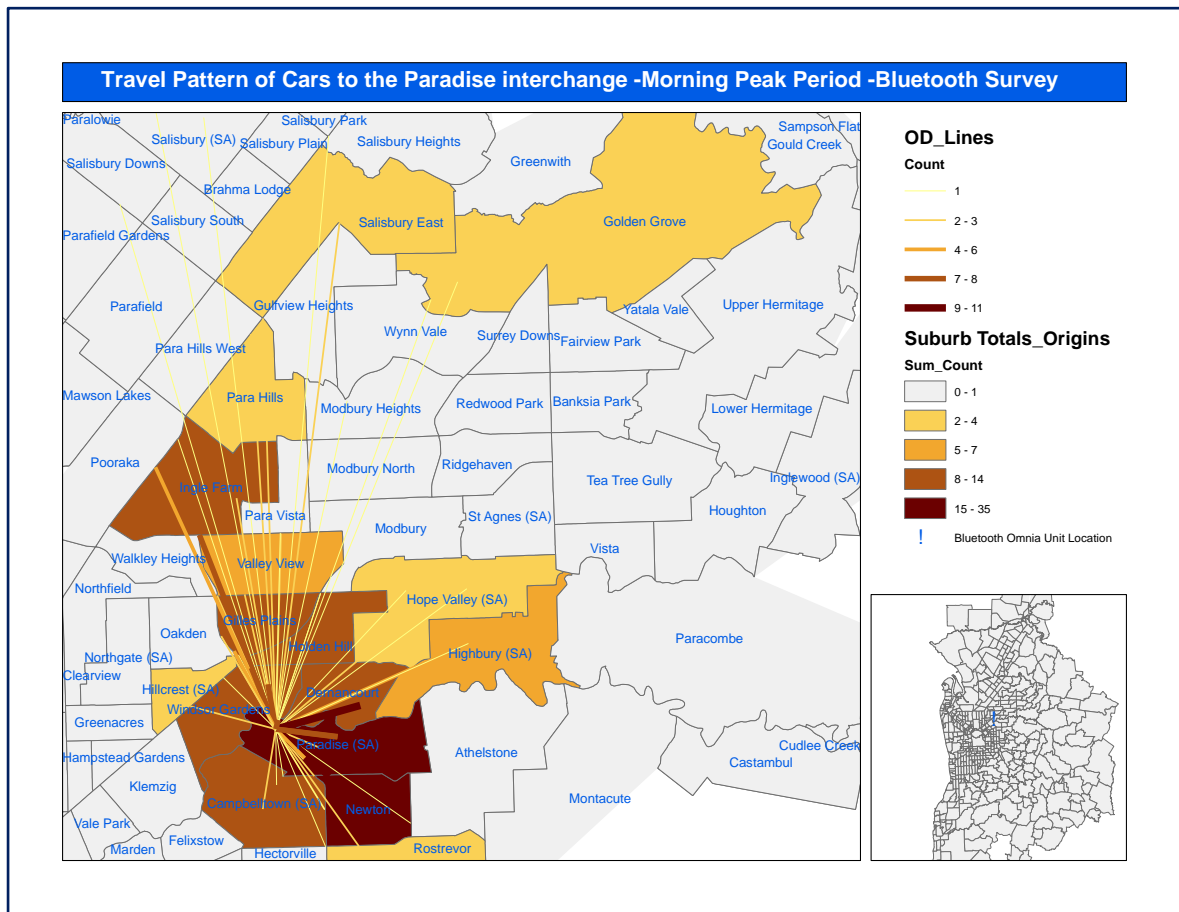 Travel Pattern of Cars to the Paradise interchange -Morning Peak Period -Bluetooth Survey
Paralowie
Salisbury (SA)
Salisbury Park
Salisbury Plain
Salisbury Heights
Sampson Flat
Gould Creek
Salisbury Downs
Greenwith
Brahma Lodge
Salisbury South
Salisbury East
Golden Grove
Parafield Gardens
Parafield
Gulfview Heights
Wynn Vale
Surrey Downs
Yatala Vale
Upper Hermitage
Fairview Park
Para Hills West
Mawson Lakes
Para Hills
Modbury Heights
Redwood Park
Banksia Park
Lower Hermitage
Pooraka
Modbury North
Ridgehaven
Ingle Farm
Tea Tree Gully
Inglewood (SA)
Para Vista
Modbury
St Agnes (SA)
Houghton
Walkley Heights
Valley View
Vista
Northfield
Hope Valley (SA)
Gilles Plains
Oakden
Holden Hill
Paracombe
Northgate (SA)
Highbury (SA)
Clearview
Hillcrest (SA)
Dernancourt
Windsor Gardens
Greenacres
Paradise (SA)
Athelstone
Cudlee Creek
Hampstead Gardens
Castambul
Klemzig
Campbelltown (SA)
Newton
Montacute
Vale Park
Felixstow
Marden
Hectorville
Rostrevor
OD_Lines
Count
1
2 - 3
4 - 6
7 - 8
9 - 11
Suburb Totals_Origins
Sum_Count
0 - 1
2 - 4
5 - 7
8 - 14
15 - 35
! Bluetooth Omnia Unit Location
!